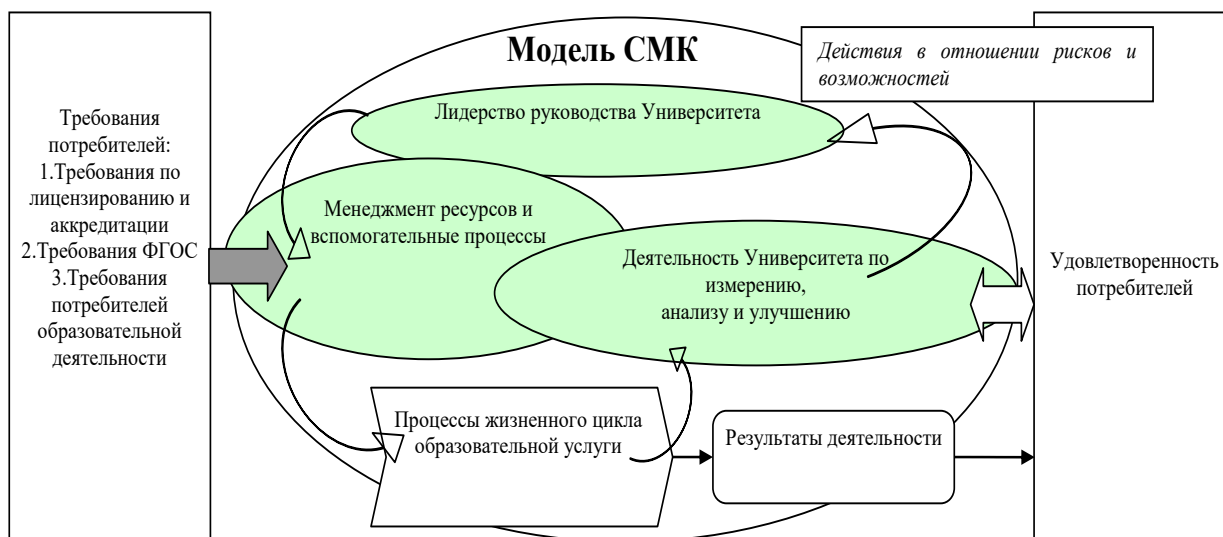 Модель СМК
Действия в отношении рисков и
возможностей
Требования
потребителей:
1.Требования по
лицензированию и
аккредитации
2.Требования ФГОС
3.Требования
потребителей
образовательной
деятельности
Лидерство руководства Университета
Менеджмент ресурсов и
вспомогательные процессы
Деятельность Университета по
измерению,
анализу и улучшению
Удовлетворенность
потребителей
Процессы жизненного цикла
образовательной услуги
Результаты деятельности